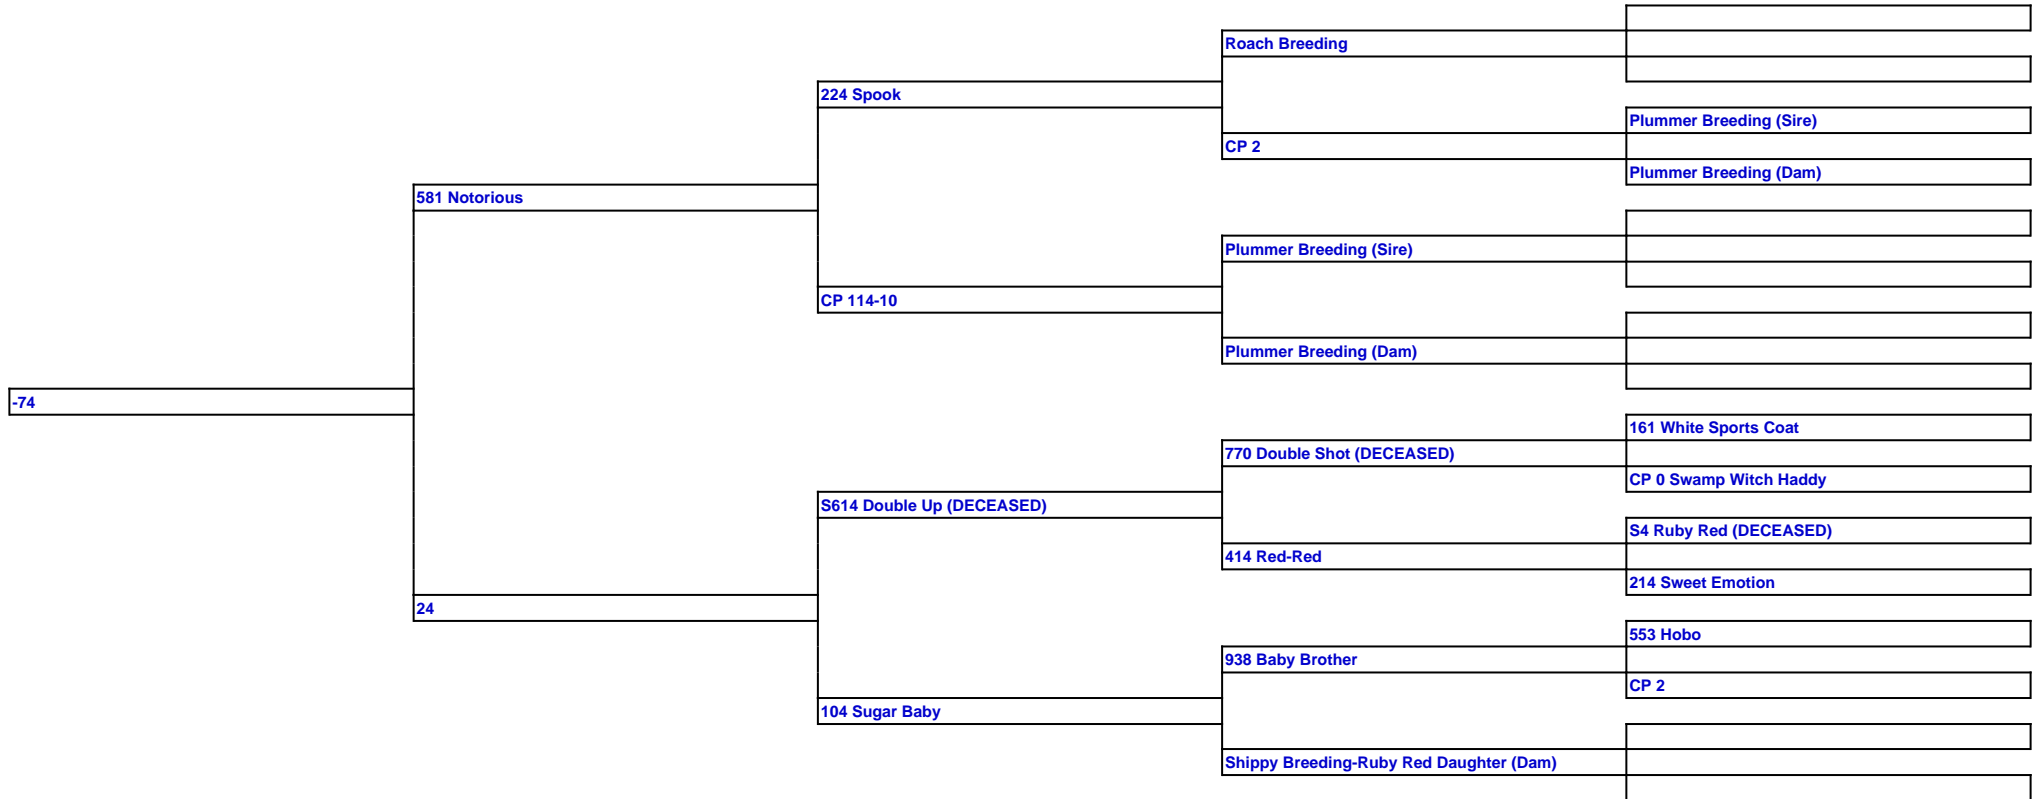 Roach Breeding
224 Spook
Plummer Breeding (Sire)
CP 2
Plummer Breeding (Dam)
581 Notorious
Plummer Breeding (Sire)
CP 114-10
Plummer Breeding (Dam)
-74
161 White Sports Coat
770 Double Shot (DECEASED)
CP 0 Swamp Witch Haddy
S614 Double Up (DECEASED)
S4 Ruby Red (DECEASED)
414 Red-Red
214 Sweet Emotion
24
553 Hobo
938 Baby Brother
CP 2
104 Sugar Baby
Shippy Breeding-Ruby Red Daughter (Dam)